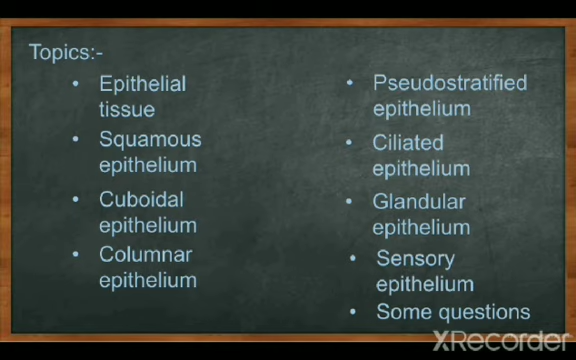 Topics:-
• Epithelial
tissue
• Squamous
epithelium
• Cuboidal
epithelium
• Columnar
epithelium
• Pseudostratified
epithelium
• Ciliated
epithelium
• Glandular
epithelium
• Sensory
epithelium
• Some questions
XRecorder